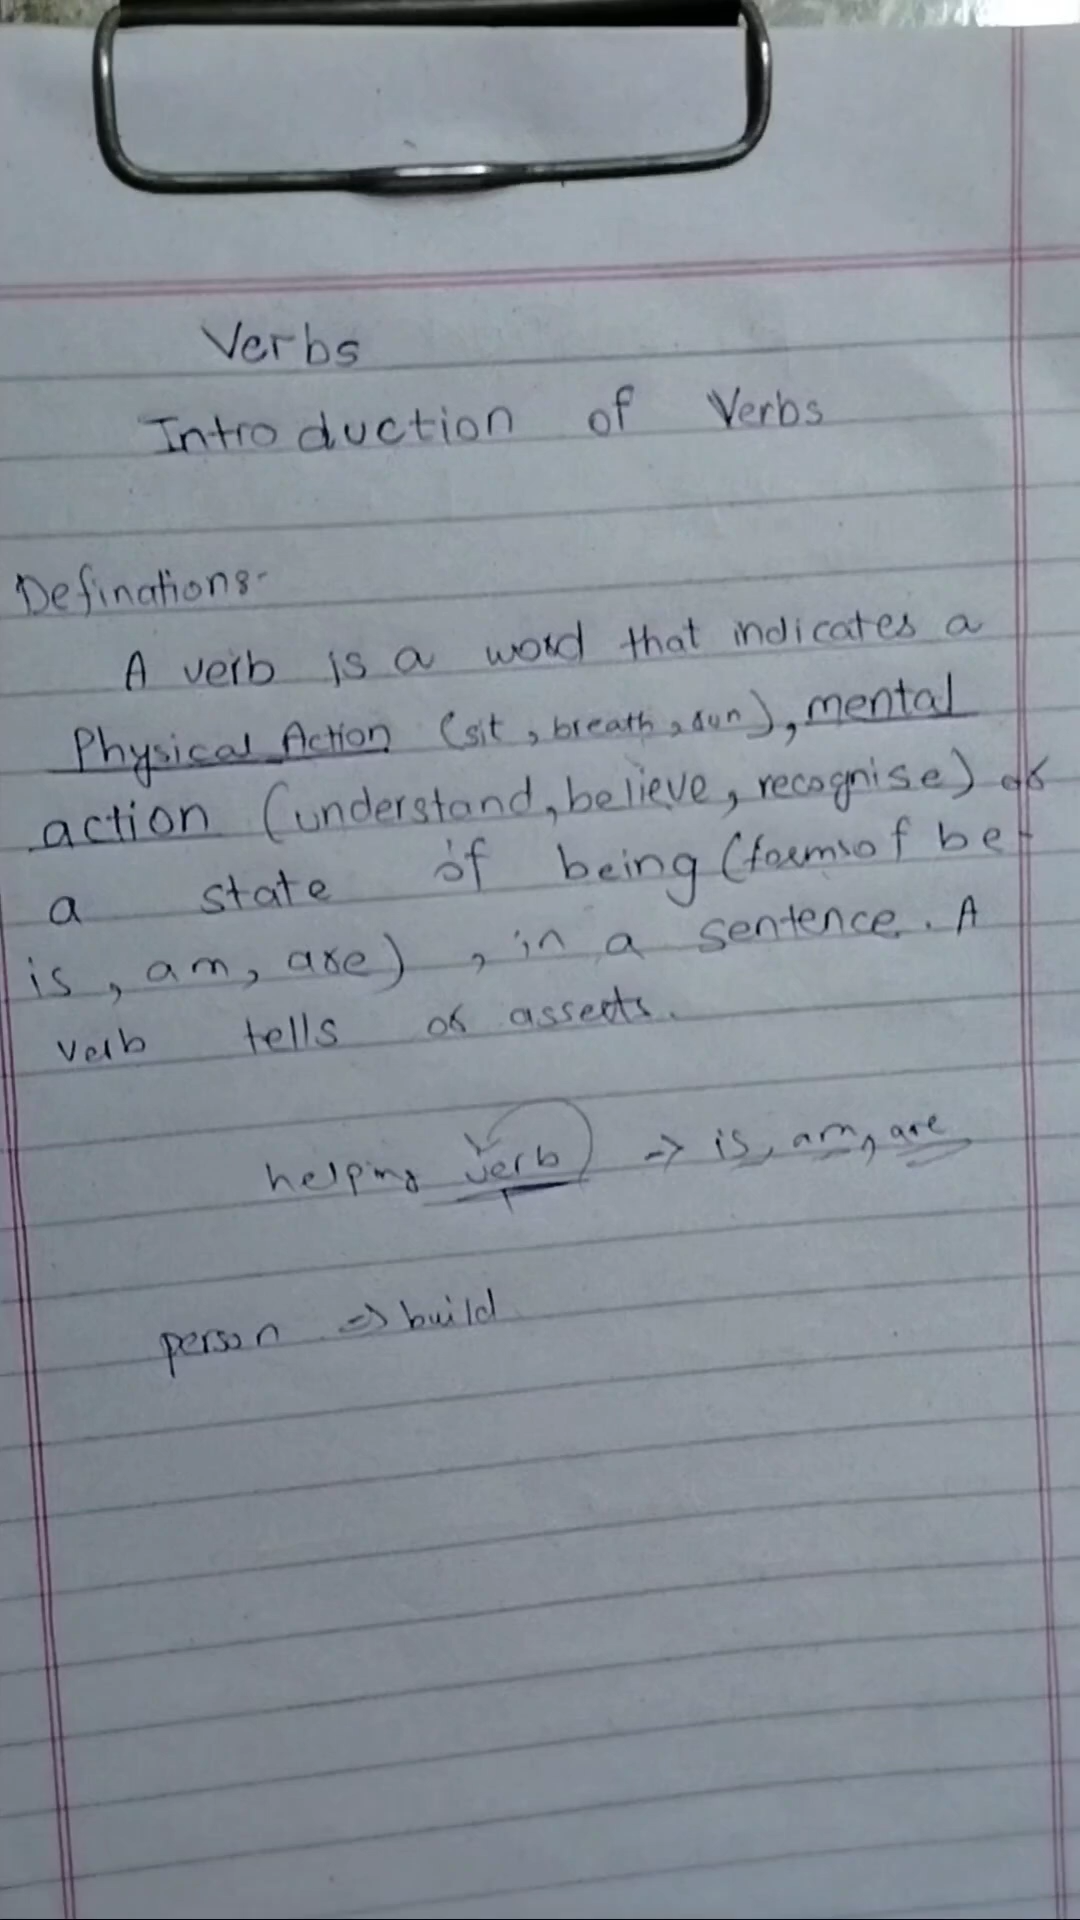 Verbs
Introduction of Verbs
Definations-
A verb is a word that indicates a
Physical Action (sit, breath, run), mental
action (understand, believe, recognise) or
a state of being (forms of be-
is, am, are), in a sentence. A
verb tells or asserts.
helping verb -> is, am, are
person => build